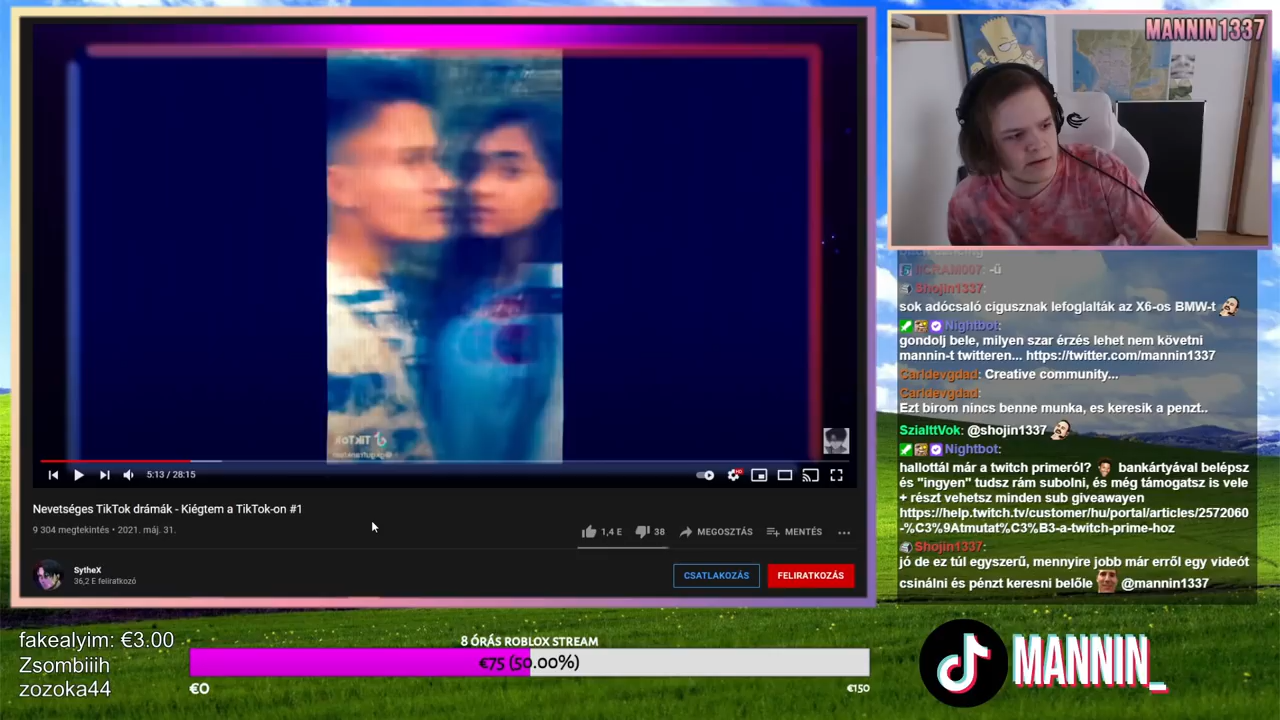 MANNIN1337
TikTok
5:13 / 28:15
Nevetséges TikTok drámák - Kiégtem a TikTok-on #1
9 304 megtekintés • 2021. máj. 31.
1,4 E
38
MEGOSZTÁS
MENTÉS
SytheX
36,2 E feliratkozó
CSATLAKOZÁS
FELIRATKOZÁS
-ű
Shojin1337:
sok adócsaló cigusznak lefoglalták az X6-os BMW-t
Nightbot:
gondolj bele, milyen szar érzés lehet nem követni
mannin-t twitteren... https://twitter.com/mannin1337
Carldevgdad: Creative community...
Carldevgdad:
Ezt birom nincs benne munka, es keresik a penzt..
SzialttVok: @shojin1337
Nightbot:
hallottál már a twitch primeról? bankártyával belépsz
és "ingyen" tudsz rám subolni, és még támogatsz is vele
+ részt vehetsz minden sub giveawayen
https://help.twitch.tv/customer/hu/portal/articles/2572060
-%C3%9Atmutat%C3%B3-a-twitch-prime-hoz
Shojin1337:
jó de ez túl egyszerű, mennyire jobb már erről egy videót
csinálni és pénzt keresni belőle @mannin1337
fakealyim: €3.00
Zsombiiih
zozoka44
8 ÓRÁS ROBLOX STREAM
€75 (50.00%)
€0
€150
MANNIN_